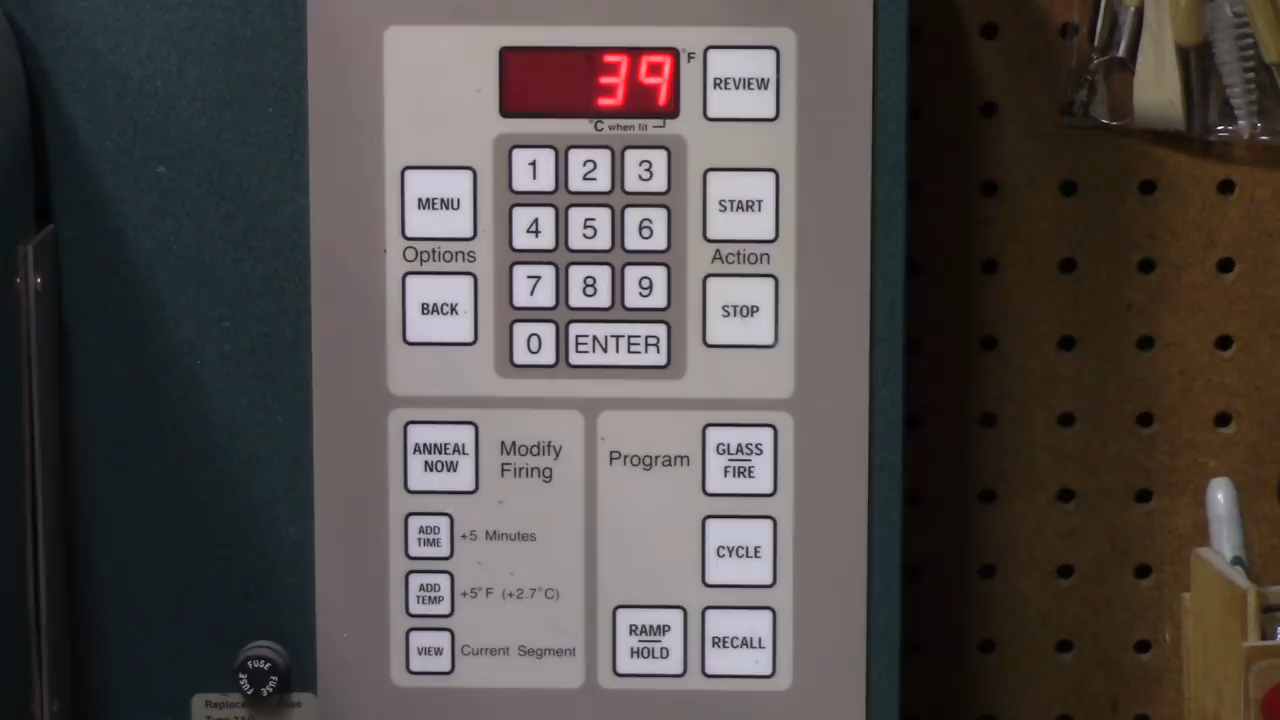 39
°F
REVIEW
°C when lit
1 2 3
MENU
START
4 5 6
Options
Action
7 8 9
BACK
STOP
0 ENTER
ANNEAL
NOW
Modify
Firing
Program
GLASS
FIRE
ADD
TIME
+5 Minutes
CYCLE
ADD
TEMP
+5°F (+2.7°C)
RAMP
HOLD
RECALL
VIEW
Current Segment
FUSE
FUSE
FUSE